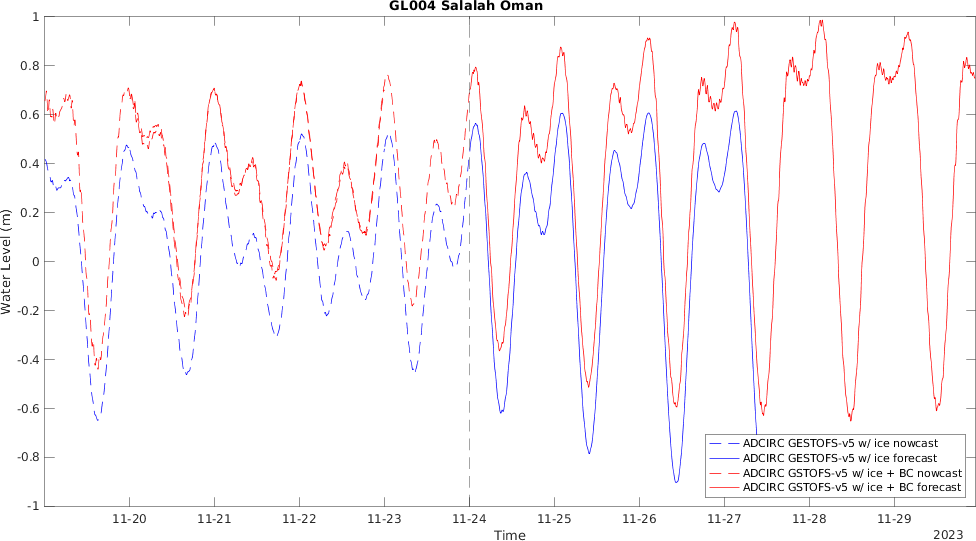 GL004 Salalah Oman
1
0.8
0.6
0.4
0.2
0
-0.2
-0.4
-0.6
-0.8
-1
Water Level (m)
ADCIRC GESTOFS-v5 w/ ice nowcast
ADCIRC GESTOFS-v5 w/ ice forecast
ADCIRC GSTOFS-v5 w/ ice + BC nowcast
ADCIRC GSTOFS-v5 w/ ice + BC forecast
11-20 11-21 11-22 11-23 11-24 11-25 11-26 11-27 11-28 11-29
Time
2023